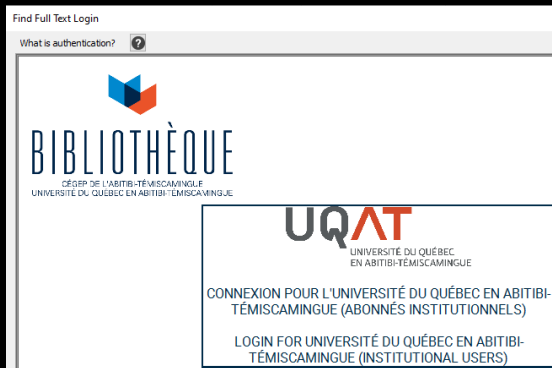 Find Full Text Login
What is authentication? ?
BIBLIOTHÈQUE
CÉGEP DE L'ABITIBI-TÉMISCAMINGUE
UNIVERSITÉ DU QUÉBEC EN ABITIBI-TÉMISCAMINGUE
UQAT
UNIVERSITÉ DU QUÉBEC
EN ABITIBI-TÉMISCAMINGUE
CONNEXION POUR L'UNIVERSITÉ DU QUÉBEC EN ABITIBI-
TÉMISCAMINGUE (ABONNÉS INSTITUTIONNELS)
LOGIN FOR UNIVERSITÉ DU QUÉBEC EN ABITIBI-
TÉMISCAMINGUE (INSTITUTIONAL USERS)